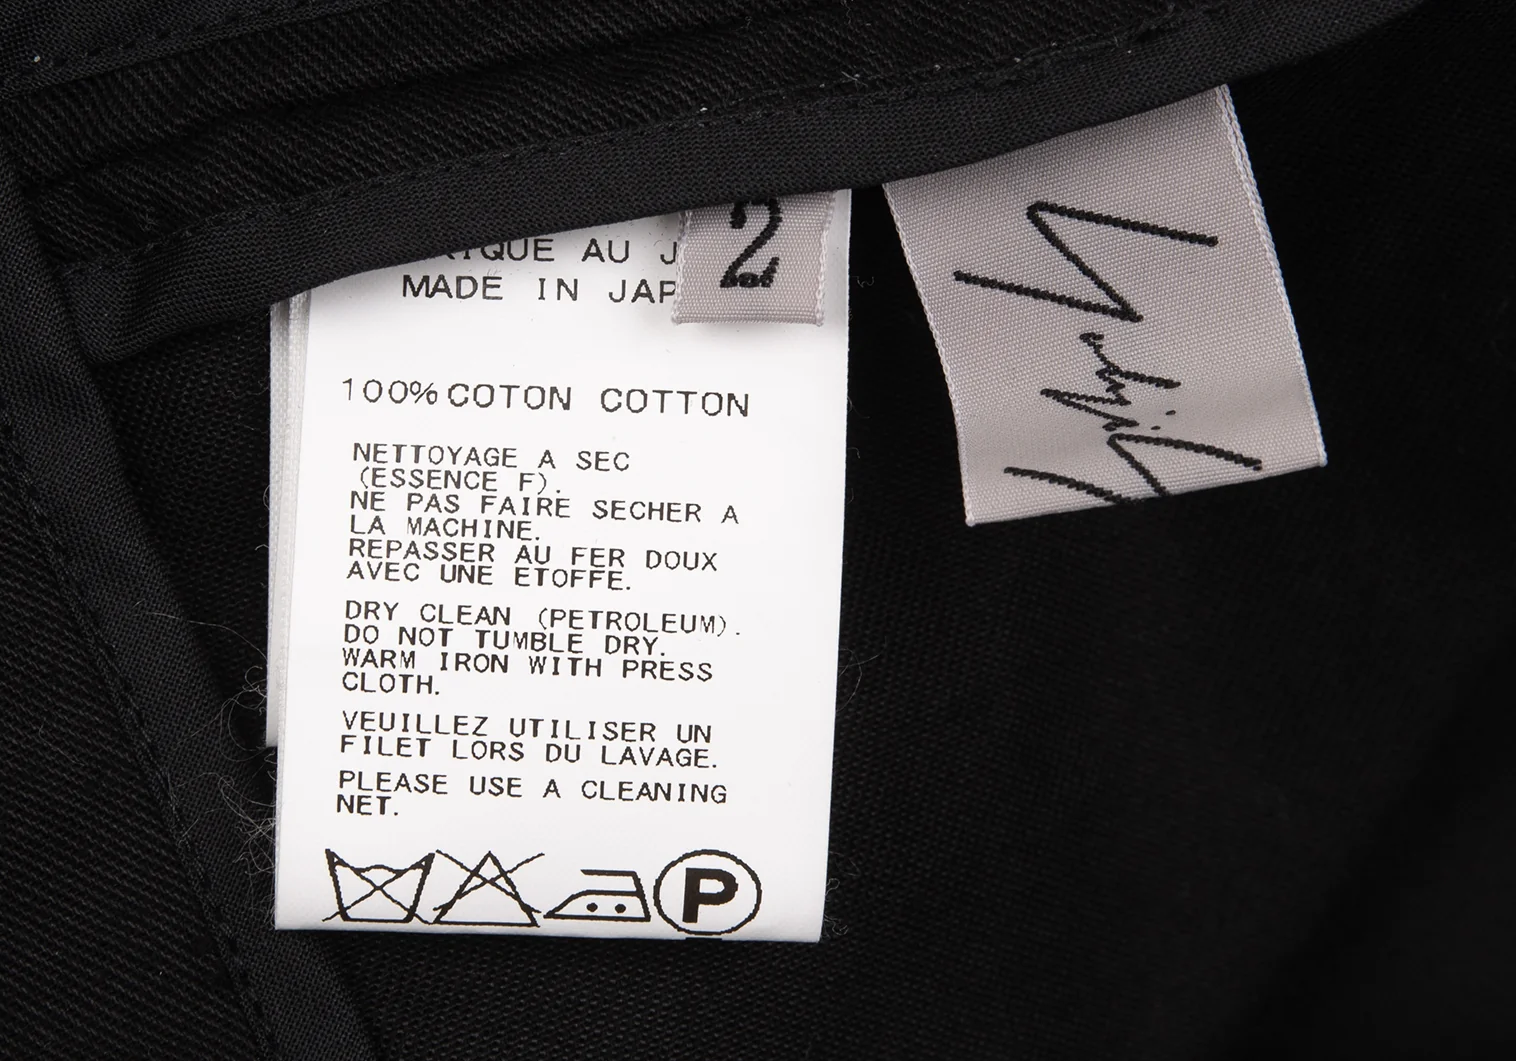 AU
MADE IN
2
100% COTON COTTON
NETTOYAGE A SEC
(ESSENCE F).
NE PAS FAIRE SECHER A
LA MACHINE.
REPASSER AU FER DOUX
AVEC UNE ETOFFE.
DRY CLEAN (PETROLEUM).
DO NOT TUMBLE DRY.
WARM IRON WITH PRESS
CLOTH.
VEUILLEZ UTILISER UN
FILET LORS DU LAVAGE.
PLEASE USE A CLEANING
NET.
P